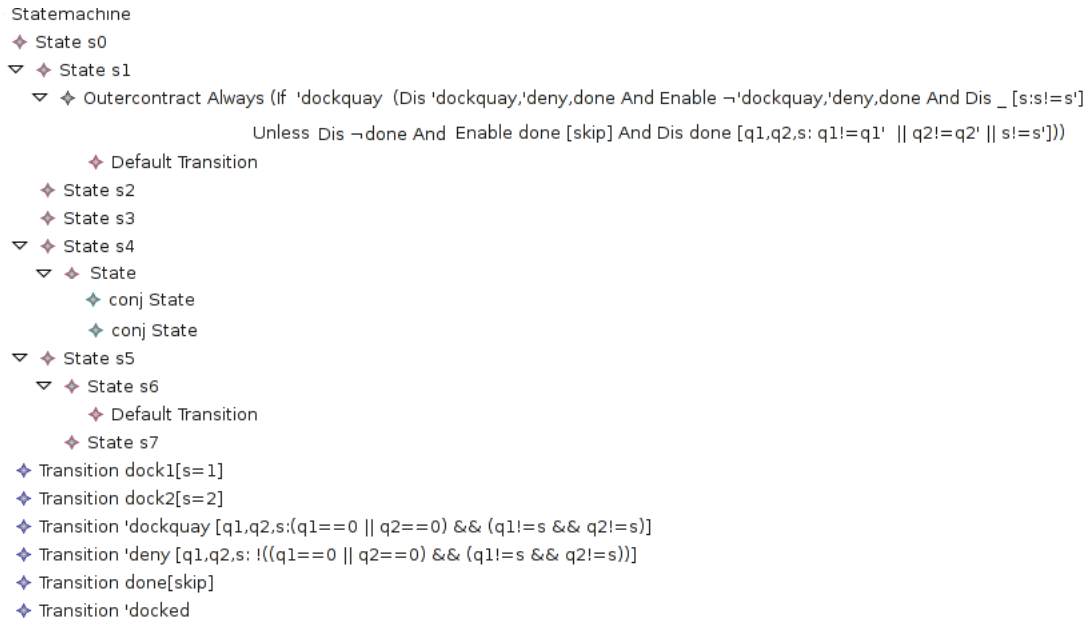 Statemachine
State s0
State s1
Outercontract Always (If 'dockquay (Dis 'dockquay,'deny,done And Enable ¬'dockquay,'deny,done And Dis _ [s:s!=s']
Unless Dis ¬done And Enable done [skip] And Dis done [q1,q2,s: q1!=q1' || q2!=q2' || s!=s']))
Default Transition
State s2
State s3
State s4
State
conj State
conj State
State s5
State s6
Default Transition
State s7
Transition dock1[s=1]
Transition dock2[s=2]
Transition 'dockquay [q1,q2,s:(q1==0 || q2==0) && (q1!=s && q2!=s)]
Transition 'deny [q1,q2,s: !((q1==0 || q2==0) && (q1!=s && q2!=s))]
Transition done[skip]
Transition 'docked